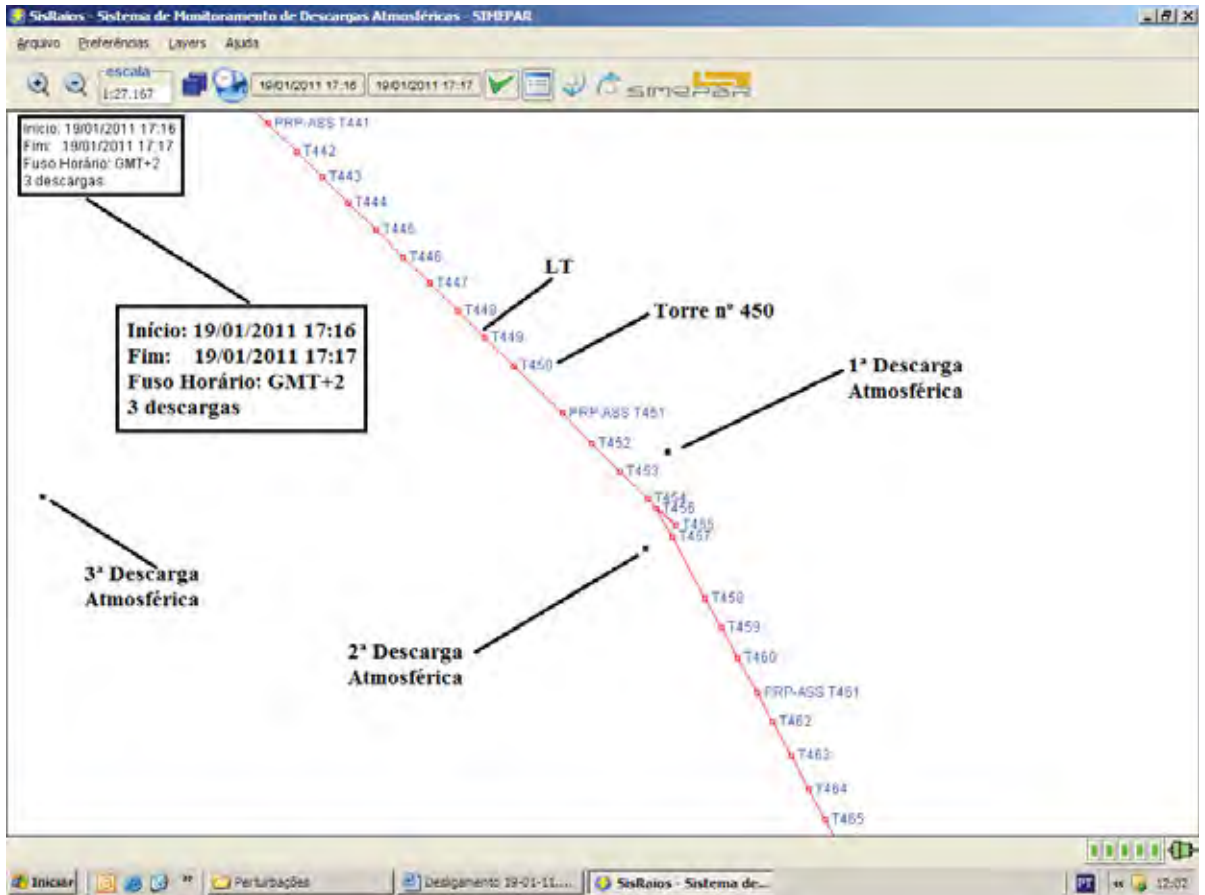 SisRaios - Sistema de Monitoramento de Descargas Atmosféricas - SIMEPAR
Arquivo Preferências Layers Ajuda
escala
1:27.167
19/01/2011 17:16
19/01/2011 17:17
SIMEPAR
Início: 19/01/2011 17:16
Fim: 19/01/2011 17:17
Fuso Horário: GMT+2
3 descargas
PRP-ASS T441
T442
T443
T444
T445
T446
T447
T448
LT
T449
Torre nº 450
T450
Início: 19/01/2011 17:16
Fim: 19/01/2011 17:17
Fuso Horário: GMT+2
3 descargas
1ª Descarga
Atmosférica
PRP-ASS T451
T452
T453
T454
T456
T455
T457
3ª Descarga
Atmosférica
T458
T459
2ª Descarga
Atmosférica
T460
PRP-ASS T461
T462
T463
T464
T465
Iniciar
Perturbações
Desligamento 19-01-11....
SisRaios - Sistema de...
PT
12:02